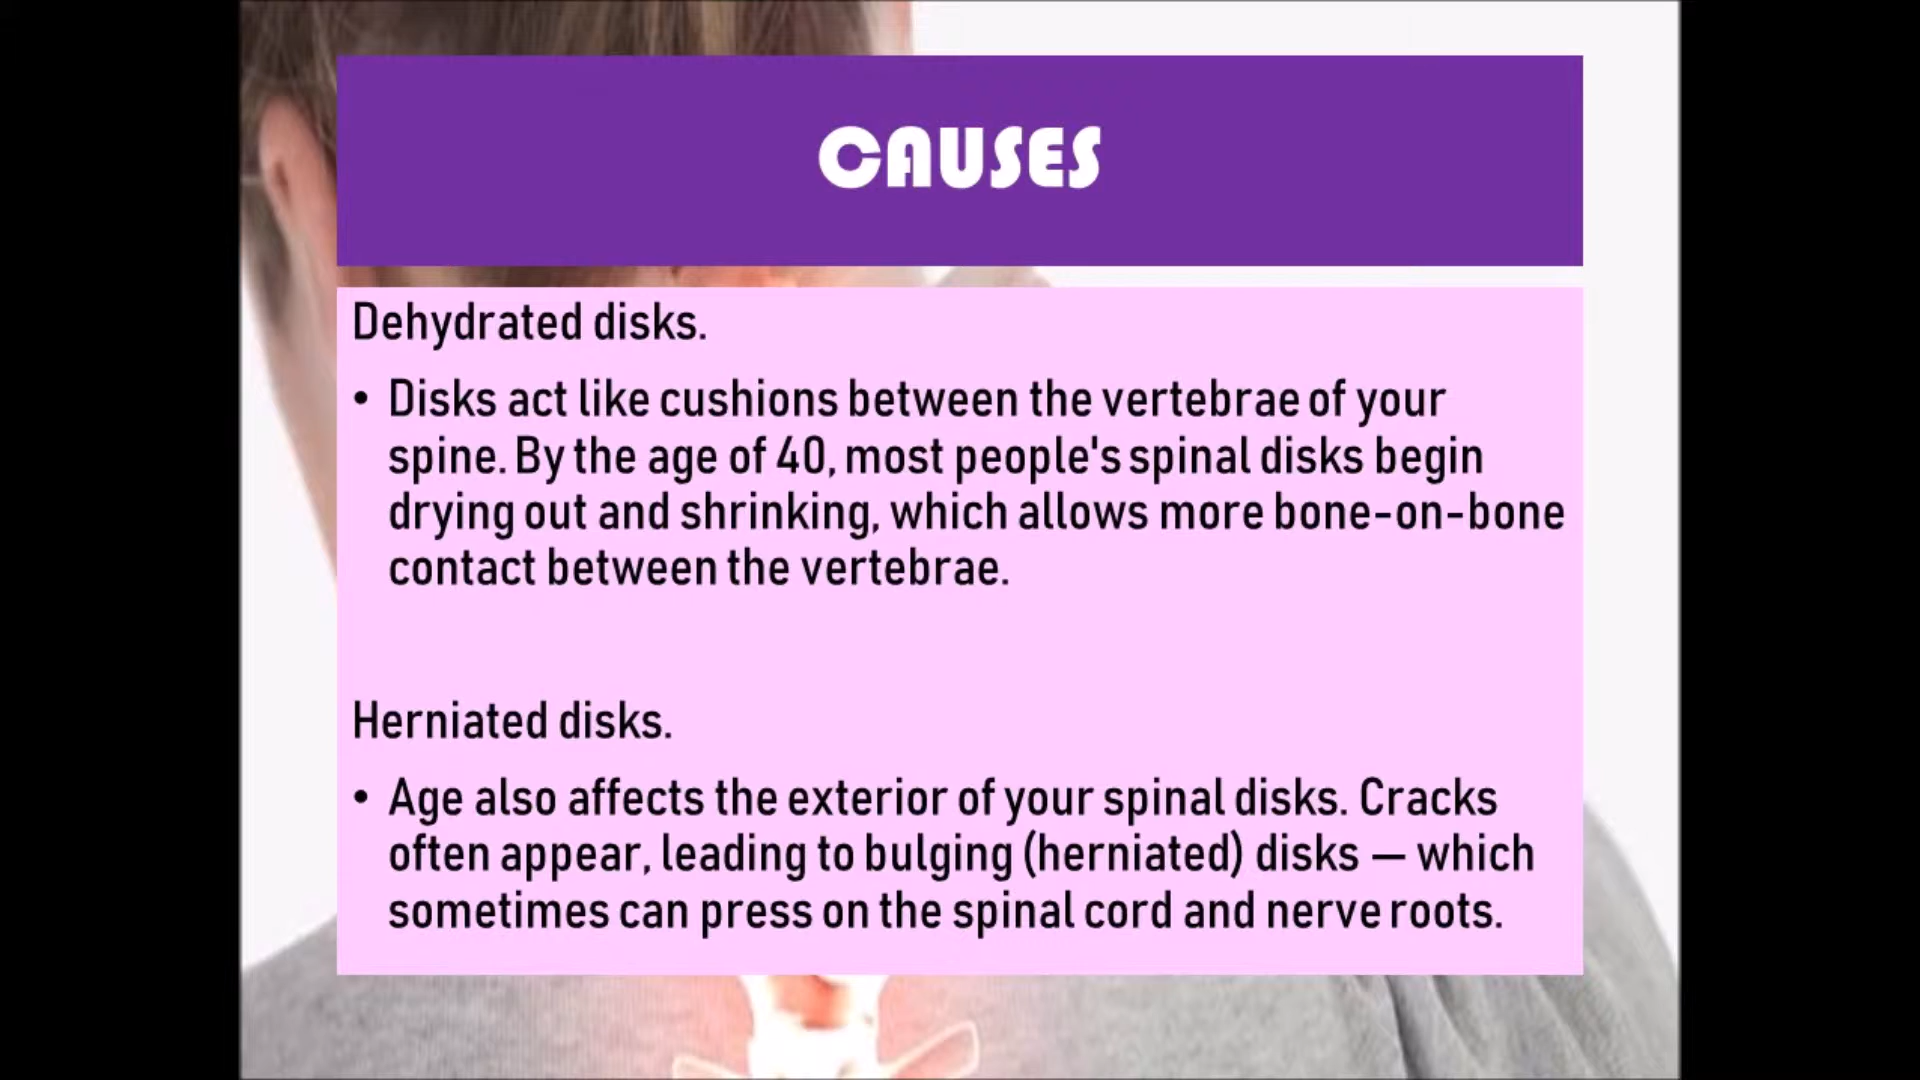 CAUSES
Dehydrated disks.
• Disks act like cushions between the vertebrae of your
spine. By the age of 40, most people's spinal disks begin
drying out and shrinking, which allows more bone-on-bone
contact between the vertebrae.
Herniated disks.
• Age also affects the exterior of your spinal disks. Cracks
often appear, leading to bulging (herniated) disks — which
sometimes can press on the spinal cord and nerve roots.